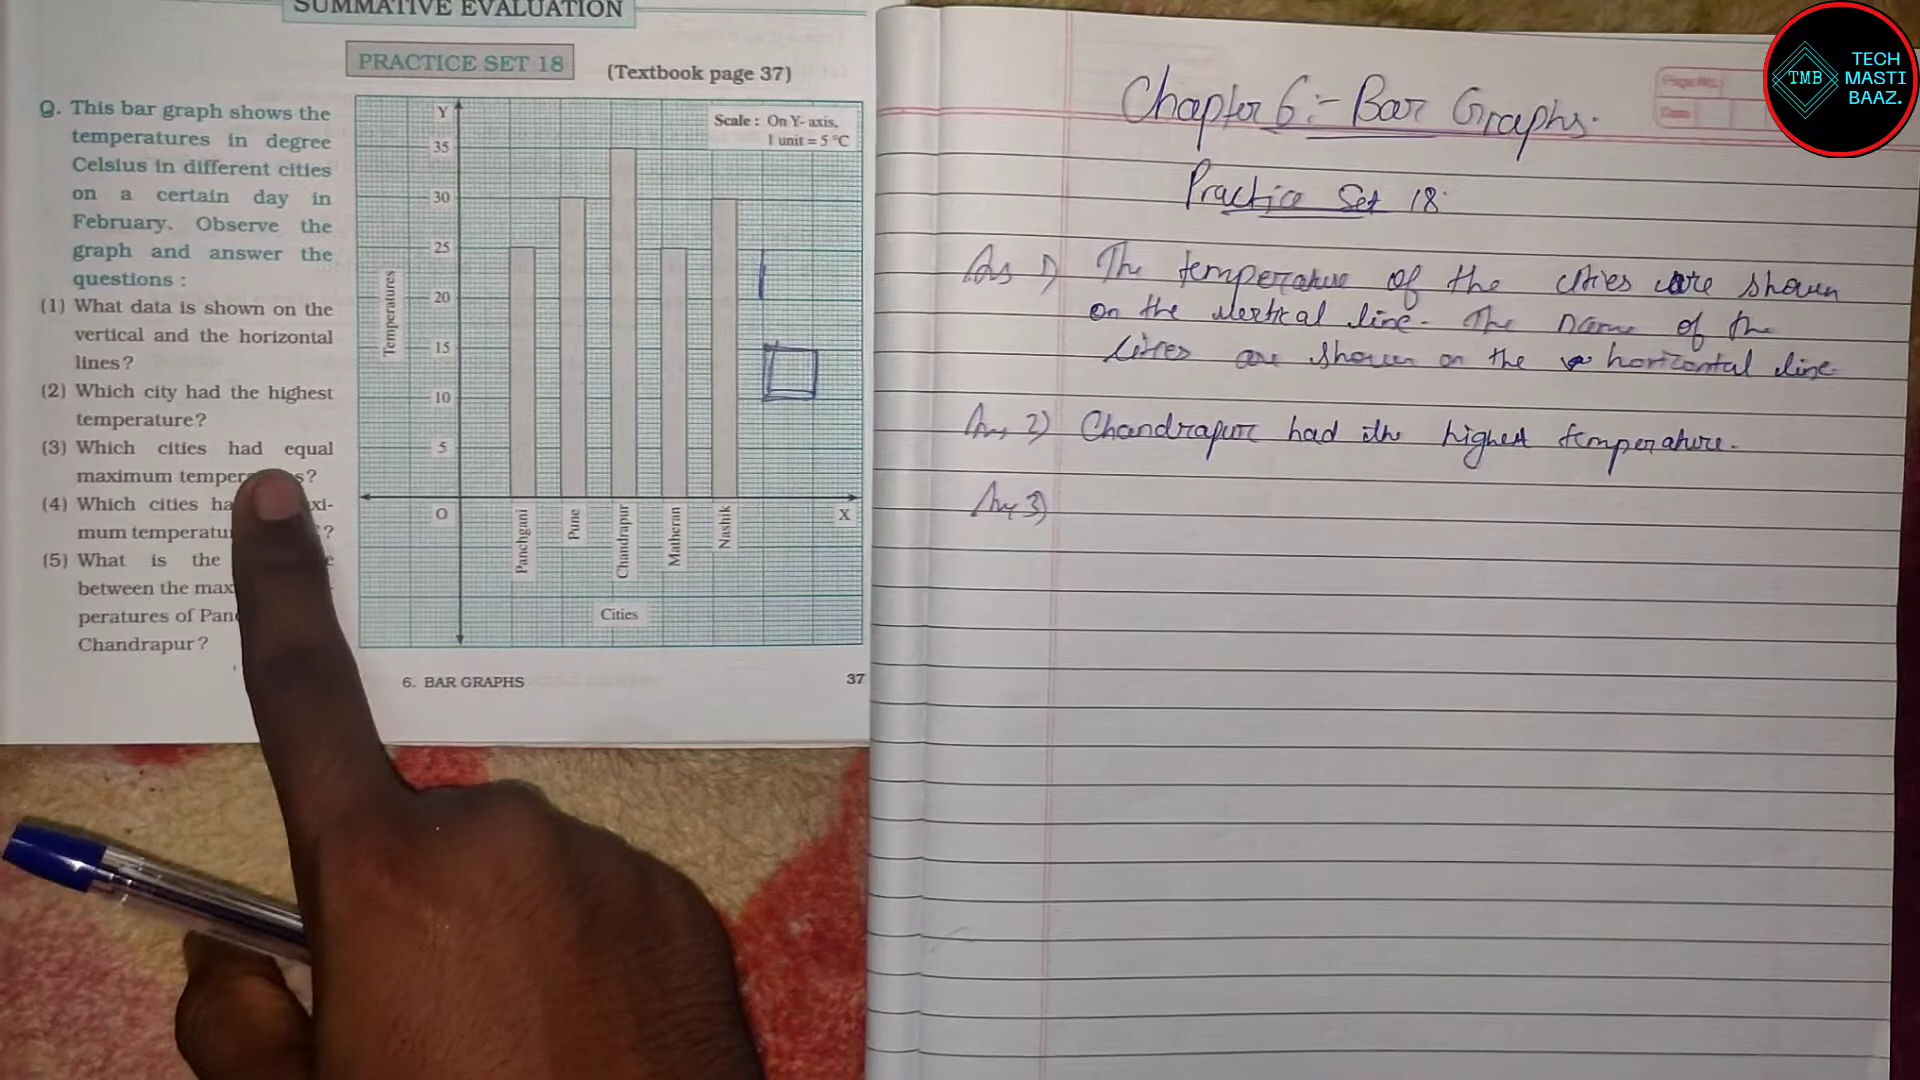 SUMMATIVE EVALUATION
PRACTICE SET 18
(Textbook page 37)
Q. This bar graph shows the
temperatures in degree
Celsius in different cities
on a certain day in
February. Observe the
graph and answer the
questions :
(1) What data is shown on the
vertical and the horizontal
lines?
(2) Which city had the highest
temperature?
(3) Which cities had equal
maximum
(4) Which cities
mum
(5) What is the
between the
peratures of
Chandrapur?
Y
Scale : On Y- axis,
1 unit = 5 °C
35
30
25
20
15
10
5
O
X
Temperatures
Panchgani
Pune
Chandrapur
Matheran
Nashik
Cities
6. BAR GRAPHS
37
Chapter 6:- Bar Graphs.
Practice Set 18.
Ans 1) The temperature of the cities are shown
on the vertical line. The name of the
cities are shown on the horizontal line.
Ans 2) Chandrapur had the highest temperature.
Ans 3)
TMB
TECH
MASTI
BAAZ.